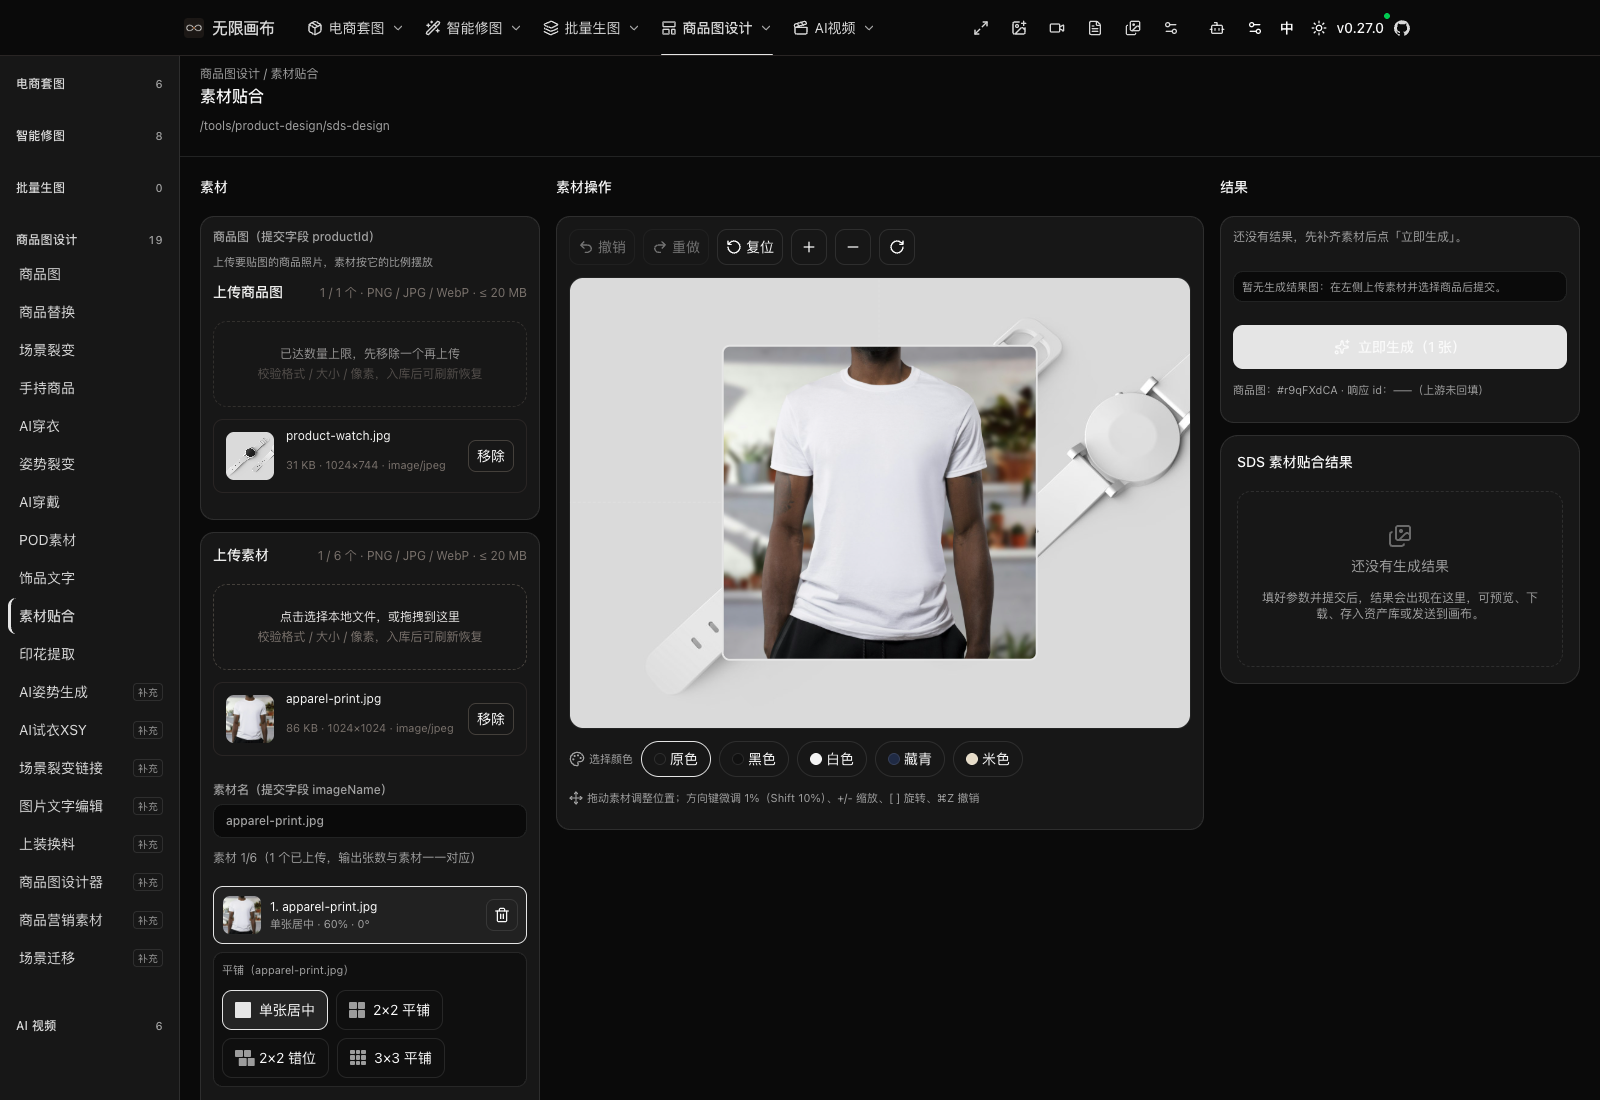 无限画布
电商套图
智能修图
批量生图
商品图设计
AI视频
中
v0.27.0
电商套图 6
智能修图 8
批量生图 0
商品图设计 19
商品图
商品替换
场景裂变
手持商品
AI穿衣
姿势裂变
AI穿戴
POD素材
饰品文字
素材贴合
印花提取
AI姿势生成 补充
AI试衣XSY 补充
场景裂变链接 补充
图片文字编辑 补充
上装换料 补充
商品图设计器 补充
商品营销素材 补充
场景迁移 补充
AI 视频 6
商品图设计 / 素材贴合
素材贴合
/tools/product-design/sds-design
素材
商品图（提交字段 productId）
上传要贴图的商品照片，素材按它的比例摆放
上传商品图 1 / 1 个 · PNG / JPG / WebP · ≤ 20 MB
已达数量上限，先移除一个再上传
校验格式 / 大小 / 像素，入库后可刷新恢复
product-watch.jpg
31 KB · 1024×744 · image/jpeg
移除
上传素材 1 / 6 个 · PNG / JPG / WebP · ≤ 20 MB
点击选择本地文件，或拖拽到这里
校验格式 / 大小 / 像素，入库后可刷新恢复
apparel-print.jpg
86 KB · 1024×1024 · image/jpeg
移除
素材名（提交字段 imageName）
apparel-print.jpg
素材 1/6（1 个已上传，输出张数与素材一一对应）
1. apparel-print.jpg
单张居中 · 60% · 0°
平铺（apparel-print.jpg）
单张居中
2×2 平铺
2×2 错位
3×3 平铺
素材操作
撤销
重做
复位
选择颜色
原色
黑色
白色
藏青
米色
拖动素材调整位置；方向键微调 1%（Shift 10%）、+/- 缩放、[ ] 旋转、⌘Z 撤销
结果
还没有结果，先补齐素材后点「立即生成」。
暂无生成结果图：在左侧上传素材并选择商品后提交。
立即生成（1 张）
商品图：#r9qFXdCA · 响应 id：——（上游未回填）
SDS 素材贴合结果
还没有生成结果
填好参数并提交后，结果会出现在这里，可预览、下
载、存入资产库或发送到画布。